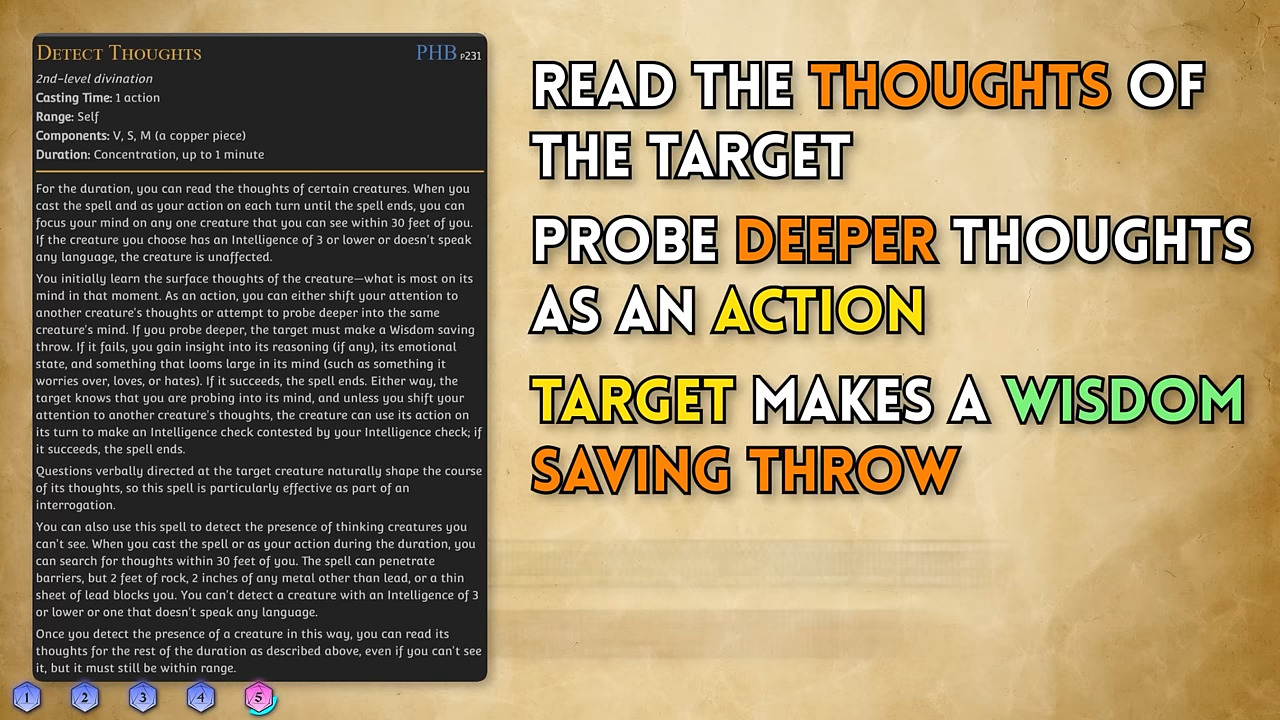 Detect Thoughts PHB p231
2nd-level divination
Casting Time: 1 action
Range: Self
Components: V, S, M (a copper piece)
Duration: Concentration, up to 1 minute
For the duration, you can read the thoughts of certain creatures. When you
cast the spell and as your action on each turn until the spell ends, you can
focus your mind on any one creature that you can see within 30 feet of you.
If the creature you choose has an Intelligence of 3 or lower or doesn't speak
any language, the creature is unaffected.
You initially learn the surface thoughts of the creature—what is most on its
mind in that moment. As an action, you can either shift your attention to
another creature's thoughts or attempt to probe deeper into the same
creature's mind. If you probe deeper, the target must make a Wisdom saving
throw. If it fails, you gain insight into its reasoning (if any), its emotional
state, and something that looms large in its mind (such as something it
worries over, loves, or hates). If it succeeds, the spell ends. Either way, the
target knows that you are probing into its mind, and unless you shift your
attention to another creature's thoughts, the creature can use its action on
its turn to make an Intelligence check contested by your Intelligence check; if
it succeeds, the spell ends.
Questions verbally directed at the target creature naturally shape the course
of its thoughts, so this spell is particularly effective as part of an
interrogation.
You can also use this spell to detect the presence of thinking creatures you
can't see. When you cast the spell or as your action during the duration, you
can search for thoughts within 30 feet of you. The spell can penetrate
barriers, but 2 feet of rock, 2 inches of any metal other than lead, or a thin
sheet of lead blocks you. You can't detect a creature with an Intelligence of 3
or lower or one that doesn't speak any language.
Once you detect the presence of a creature in this way, you can read its
thoughts for the rest of the duration as described above, even if you can't see
it, but it must still be within range.
1 2 3 4 5
READ THE THOUGHTS OF
THE TARGET
PROBE DEEPER THOUGHTS
AS AN ACTION
TARGET MAKES A WISDOM
SAVING THROW